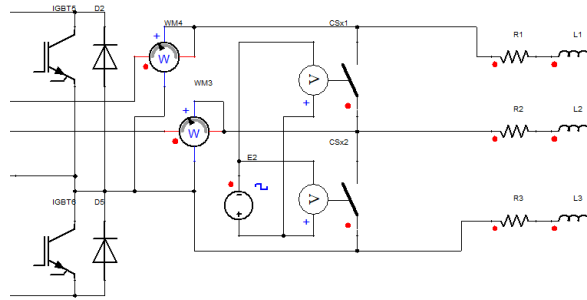 IGBT5 D2 WM4 CSx1 R1 L1
W
V
WM3 R2 L2
W
CSx2
E2
V
IGBT6 D5 R3 L3